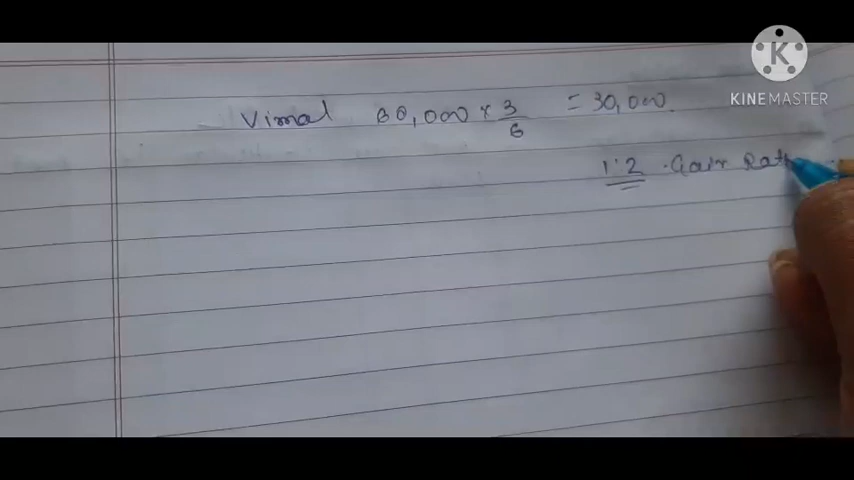 K
KINEMASTER
Vimal 60,000 × 3/6 = 30,000.
1:2 . Gain Rat